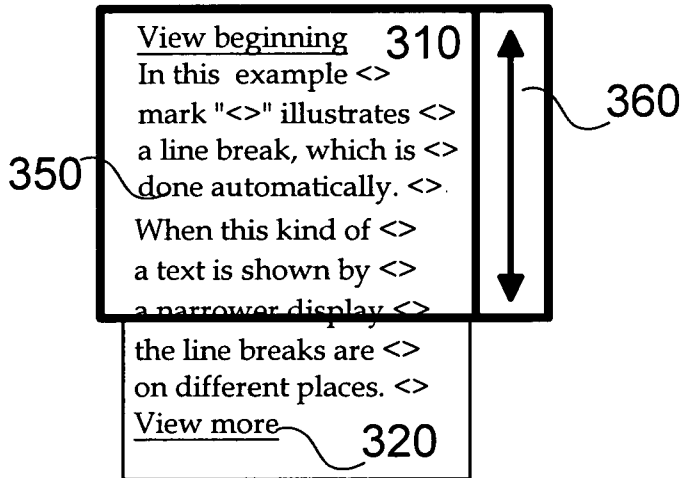 View beginning 310
In this example <>
mark "<>" illustrates <>
360
a line break, which is <>
350
done automatically. <>
When this kind of <>
a text is shown by <>
a narrower display <>
the line breaks are <>
on different places. <>
View more
320